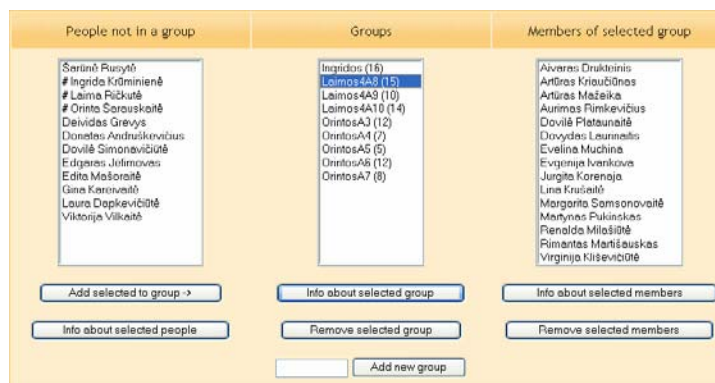 People not in a group
Šarūnė Rusytė
# Ingrida Krūminienė
# Laima Ričkutė
# Orinta Šarauskaitė
Deividas Grevys
Donatas Andruškevičius
Dovilė Simonavičiūtė
Edgaras Jefimovas
Edita Mašoraitė
Gina Kareivaitė
Laura Dapkevičiūtė
Viktorija Vilkaitė
Add selected to group ->
Info about selected people
Groups
Ingridos (16)
Laimos4A8 (15)
Laimos4A9 (10)
Laimos4A10 (14)
OrintosA3 (12)
OrintosA4 (7)
OrintosA5 (5)
OrintosA6 (12)
OrintosA7 (8)
Info about selected group
Remove selected group
Add new group
Members of selected group
Aivaras Drukteinis
Artūras Kriaučiūnas
Artūras Mažeika
Aurimas Rimkevičius
Dovilė Plataunaitė
Dovydas Laurinaitis
Evelina Muchina
Evgenija Ivankova
Jurgita Korenaja
Lina Krušaitė
Margarita Samsonovaitė
Martynas Pukinskas
Renalda Milašiūtė
Rimantas Martišauskas
Virginija Kliševičiūtė
Info about selected members
Remove selected members